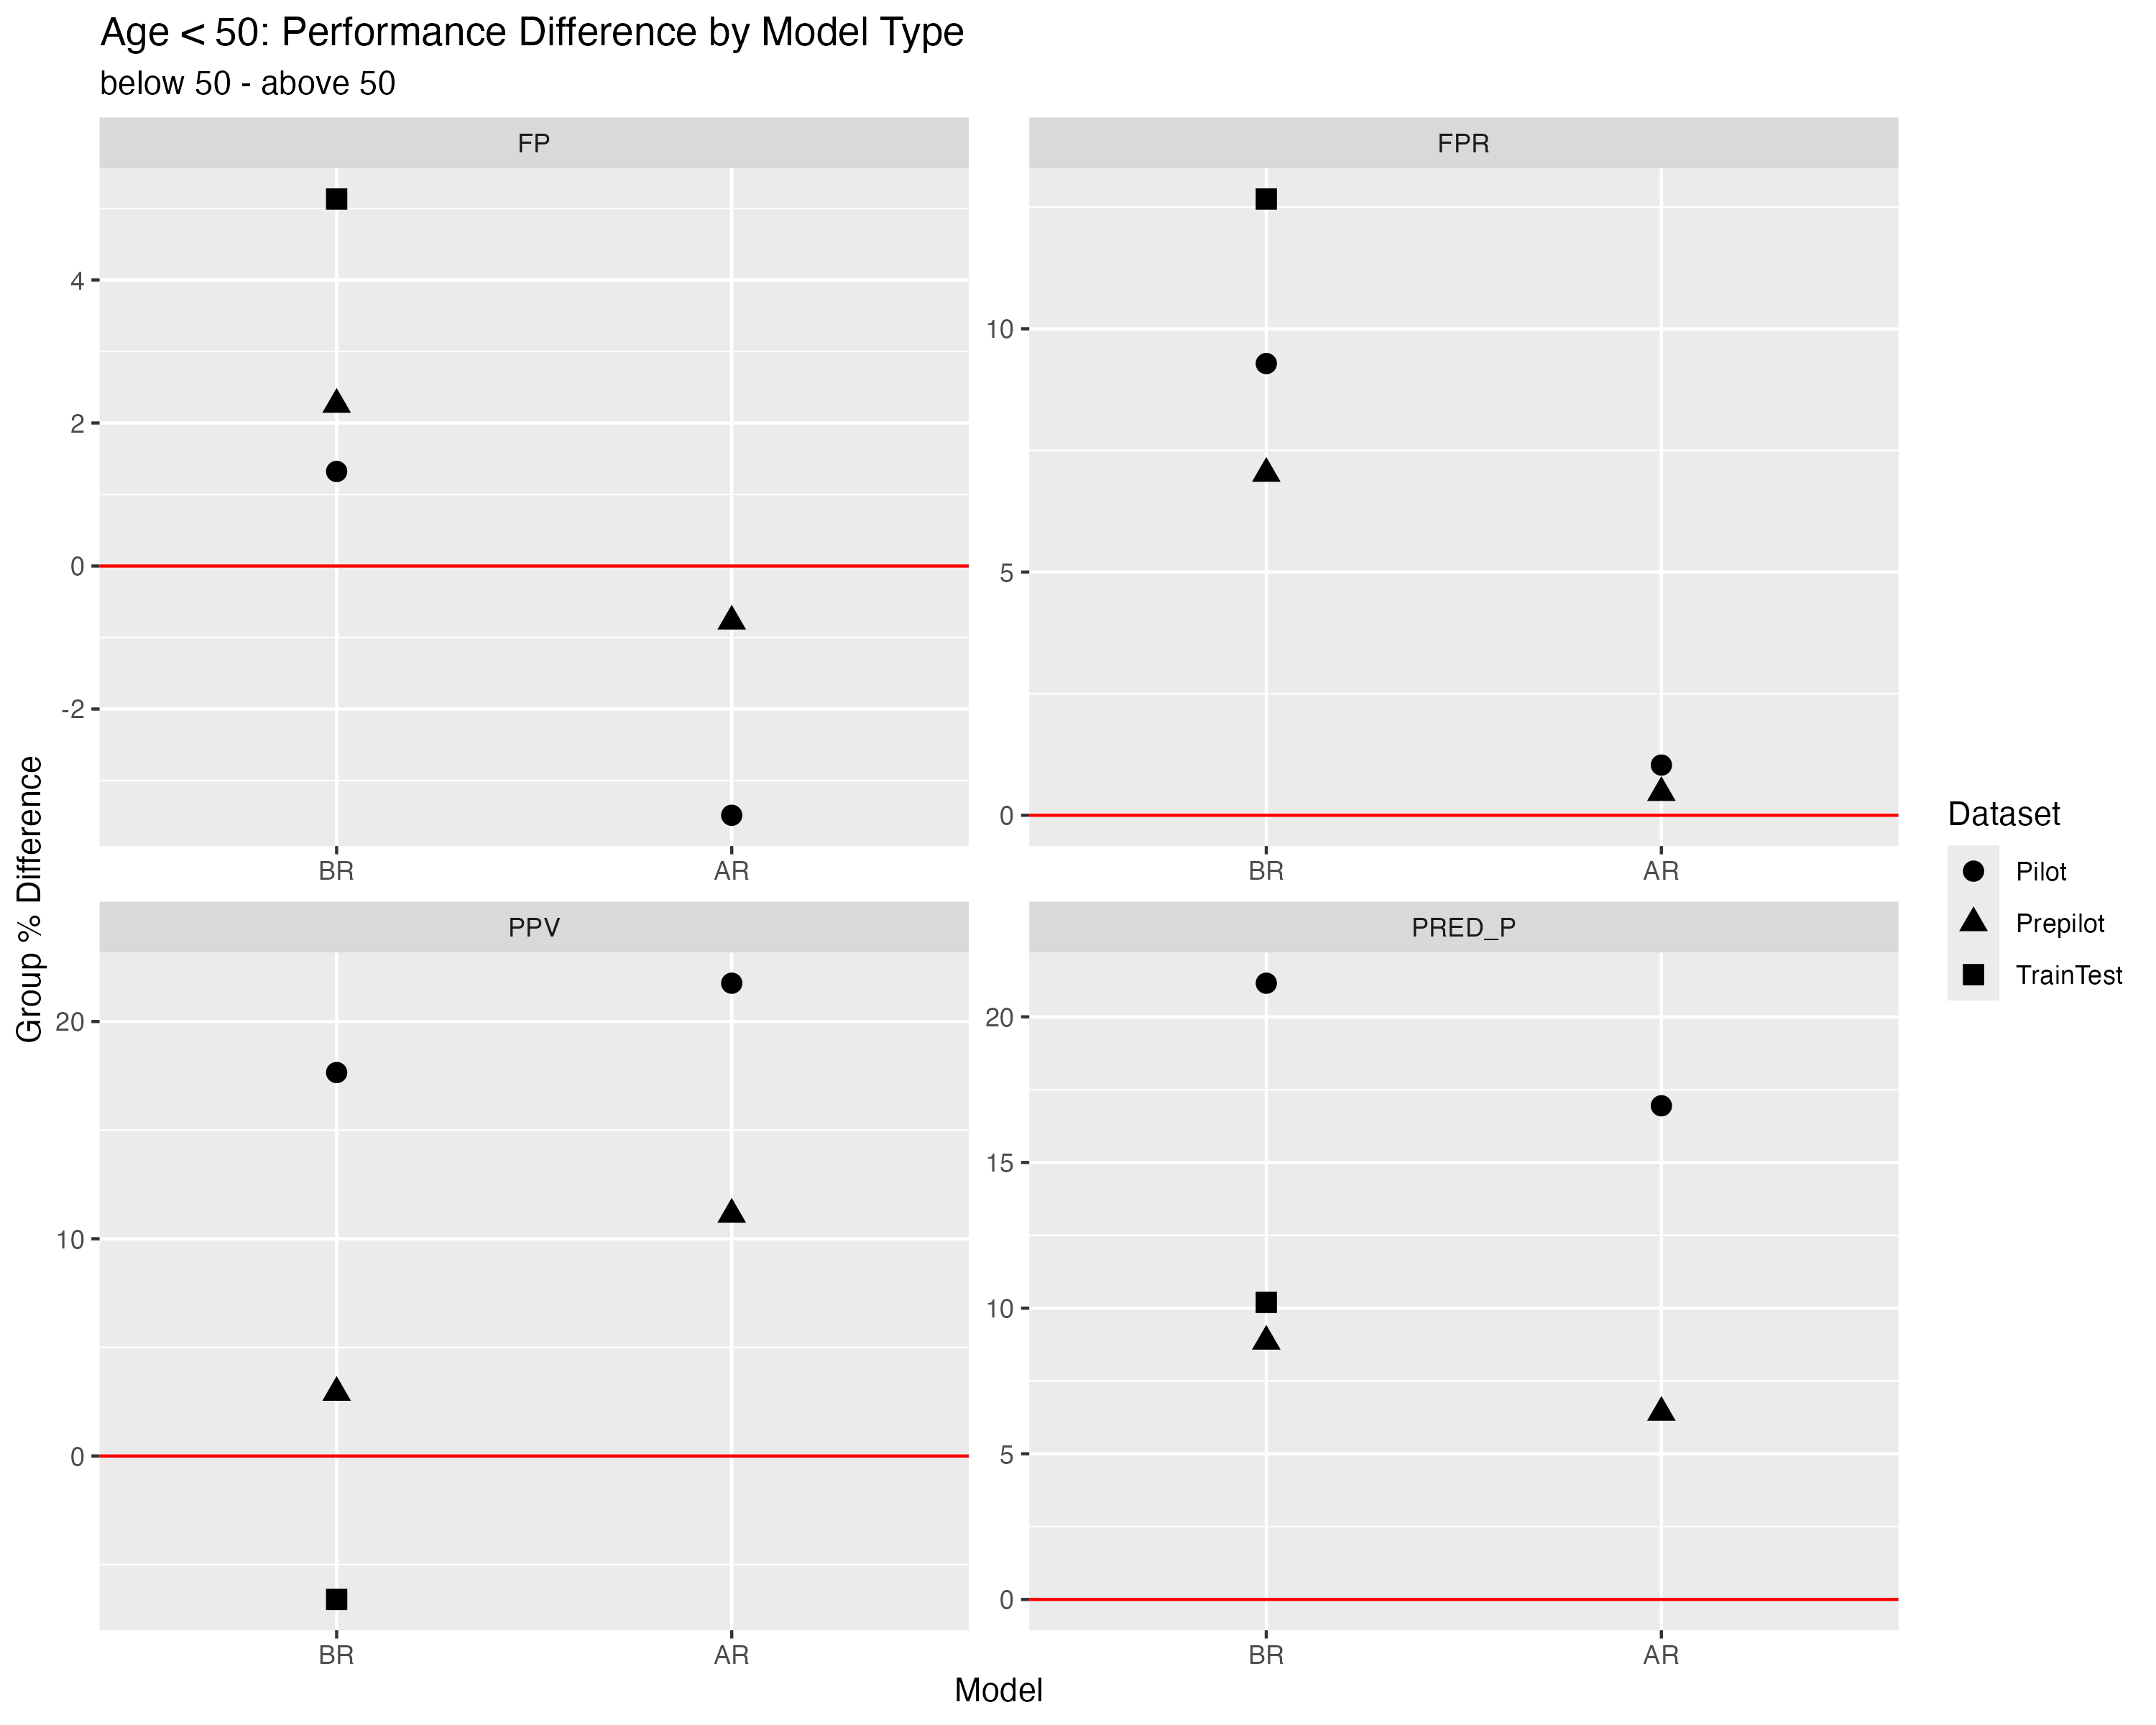 Age < 50: Performance Difference by Model Type
below 50 - above 50
FP
FPR
4
2
0
-2
10
5
0
BR
AR
BR
AR
PPV
PRED_P
20
10
0
20
15
10
5
0
BR
AR
BR
AR
Group % Difference
Model
Dataset
Pilot
Prepilot
TrainTest